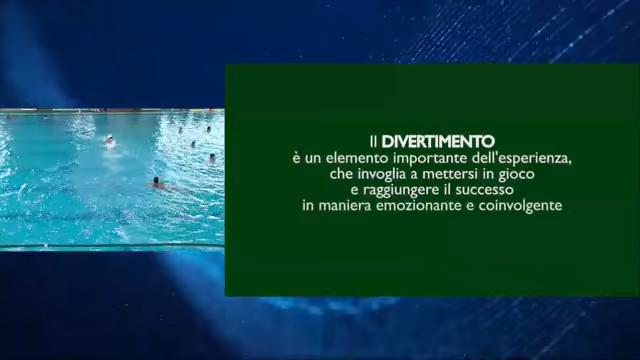 Il DIVERTIMENTO
è un elemento importante dell'esperienza,
che invoglia a mettersi in gioco
e raggiungere il successo
in maniera emozionante e coinvolgente